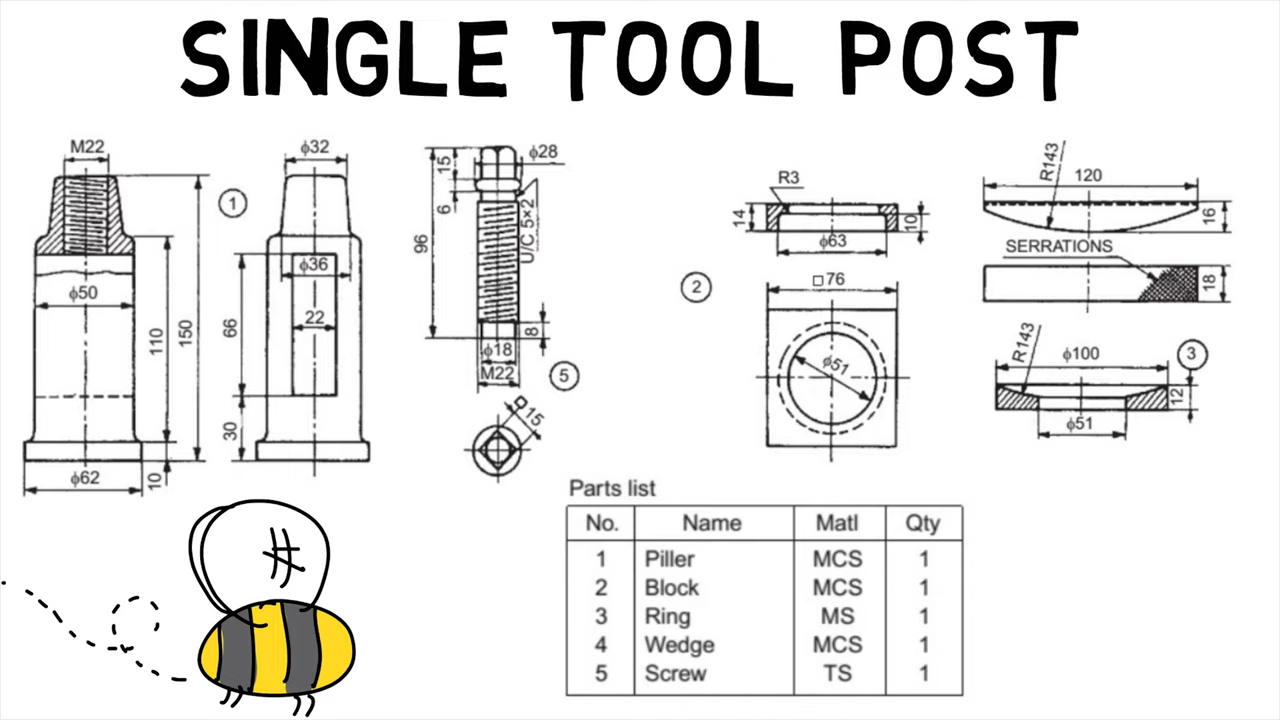 SINGLE TOOL POST
M22
ϕ50
ϕ62
110
150
10
1
ϕ32
ϕ36
22
66
30
ϕ28
15
6
96
U/C 5×2
8
ϕ18
M22
5
□ 15
R3
14
10
ϕ63
2
□76
ϕ51
R143
120
16
SERRATIONS
18
R143
ϕ100
3
12
ϕ51
Parts list
No. Name Matl Qty
1 Piller MCS 1
2 Block MCS 1
3 Ring MS 1
4 Wedge MCS 1
5 Screw TS 1